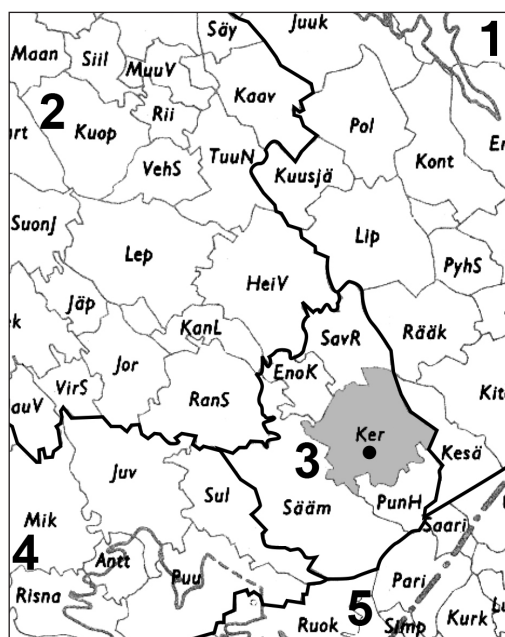 Säy
Juuk
1
Maan
Siil
MuuV
Kaav
2
Rii
Kuop
Pol
TuuN
VehS
Kuusjä
Kont
SuonJ
Lip
Lep
PyhS
HeiV
Jäp
KanL
SavR
Rääk
Jor
EnoK
VirS
RanS
Ker
Kesä
3
Juv
PunH
Sul
Sääm
Mik
Saari
4
Antt
Puu
Pari
Risna
5
Ruok
Simp
Kurk